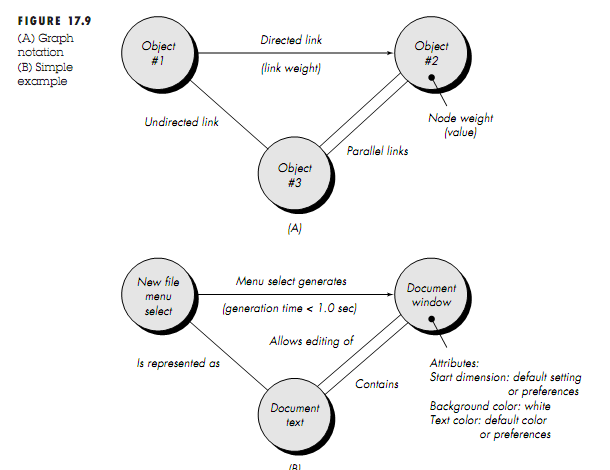 FIGURE 17.9
(A) Graph
notation
(B) Simple
example
Object
#1
Directed link
(link weight)
Object
#2
Undirected link
Node weight
(value)
Parallel links
Object
#3
(A)
New file
menu
select
Menu select generates
(generation time < 1.0 sec)
Document
window
Allows editing of
Is represented as
Contains
Attributes:
Start dimension: default setting
or preferences
Background color: white
Text color: default color
or preferences
Document
text
(B)